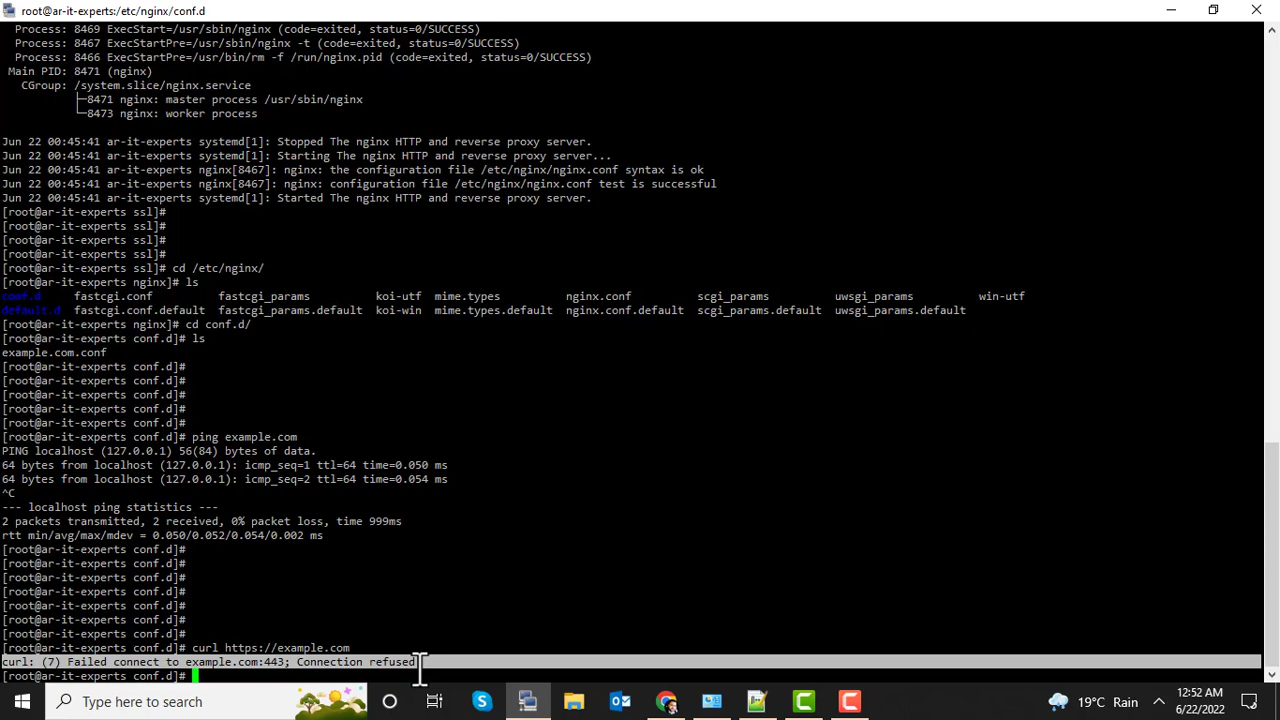 root@ar-it-experts:/etc/nginx/conf.d
Process: 8469 ExecStart=/usr/sbin/nginx (code=exited, status=0/SUCCESS)
Process: 8467 ExecStartPre=/usr/sbin/nginx -t (code=exited, status=0/SUCCESS)
Process: 8466 ExecStartPre=/usr/bin/rm -f /run/nginx.pid (code=exited, status=0/SUCCESS)
Main PID: 8471 (nginx)
CGroup: /system.slice/nginx.service
├─8471 nginx: master process /usr/sbin/nginx
└─8473 nginx: worker process
Jun 22 00:45:41 ar-it-experts systemd[1]: Stopped The nginx HTTP and reverse proxy server.
Jun 22 00:45:41 ar-it-experts systemd[1]: Starting The nginx HTTP and reverse proxy server...
Jun 22 00:45:41 ar-it-experts nginx[8467]: nginx: the configuration file /etc/nginx/nginx.conf syntax is ok
Jun 22 00:45:41 ar-it-experts nginx[8467]: nginx: configuration file /etc/nginx/nginx.conf test is successful
Jun 22 00:45:41 ar-it-experts systemd[1]: Started The nginx HTTP and reverse proxy server.
[root@ar-it-experts ssl]#
[root@ar-it-experts ssl]#
[root@ar-it-experts ssl]#
[root@ar-it-experts ssl]#
[root@ar-it-experts ssl]# cd /etc/nginx/
[root@ar-it-experts nginx]# ls
conf.d fastcgi.conf fastcgi_params koi-utf mime.types nginx.conf scgi_params uwsgi_params win-utf
default.d fastcgi.conf.default fastcgi_params.default koi-win mime.types.default nginx.conf.default scgi_params.default uwsgi_params.default
[root@ar-it-experts nginx]# cd conf.d/
[root@ar-it-experts conf.d]# ls
example.com.conf
[root@ar-it-experts conf.d]#
[root@ar-it-experts conf.d]#
[root@ar-it-experts conf.d]#
[root@ar-it-experts conf.d]#
[root@ar-it-experts conf.d]#
[root@ar-it-experts conf.d]# ping example.com
PING localhost (127.0.0.1) 56(84) bytes of data.
64 bytes from localhost (127.0.0.1): icmp_seq=1 ttl=64 time=0.050 ms
64 bytes from localhost (127.0.0.1): icmp_seq=2 ttl=64 time=0.054 ms
^C
--- localhost ping statistics ---
2 packets transmitted, 2 received, 0% packet loss, time 999ms
rtt min/avg/max/mdev = 0.050/0.052/0.054/0.002 ms
[root@ar-it-experts conf.d]#
[root@ar-it-experts conf.d]#
[root@ar-it-experts conf.d]#
[root@ar-it-experts conf.d]#
[root@ar-it-experts conf.d]#
[root@ar-it-experts conf.d]#
[root@ar-it-experts conf.d]#
[root@ar-it-experts conf.d]# curl https://example.com
curl: (7) Failed connect to example.com:443; Connection refused
[root@ar-it-experts conf.d]#
Type here to search
19°C Rain
12:52 AM
6/22/2022